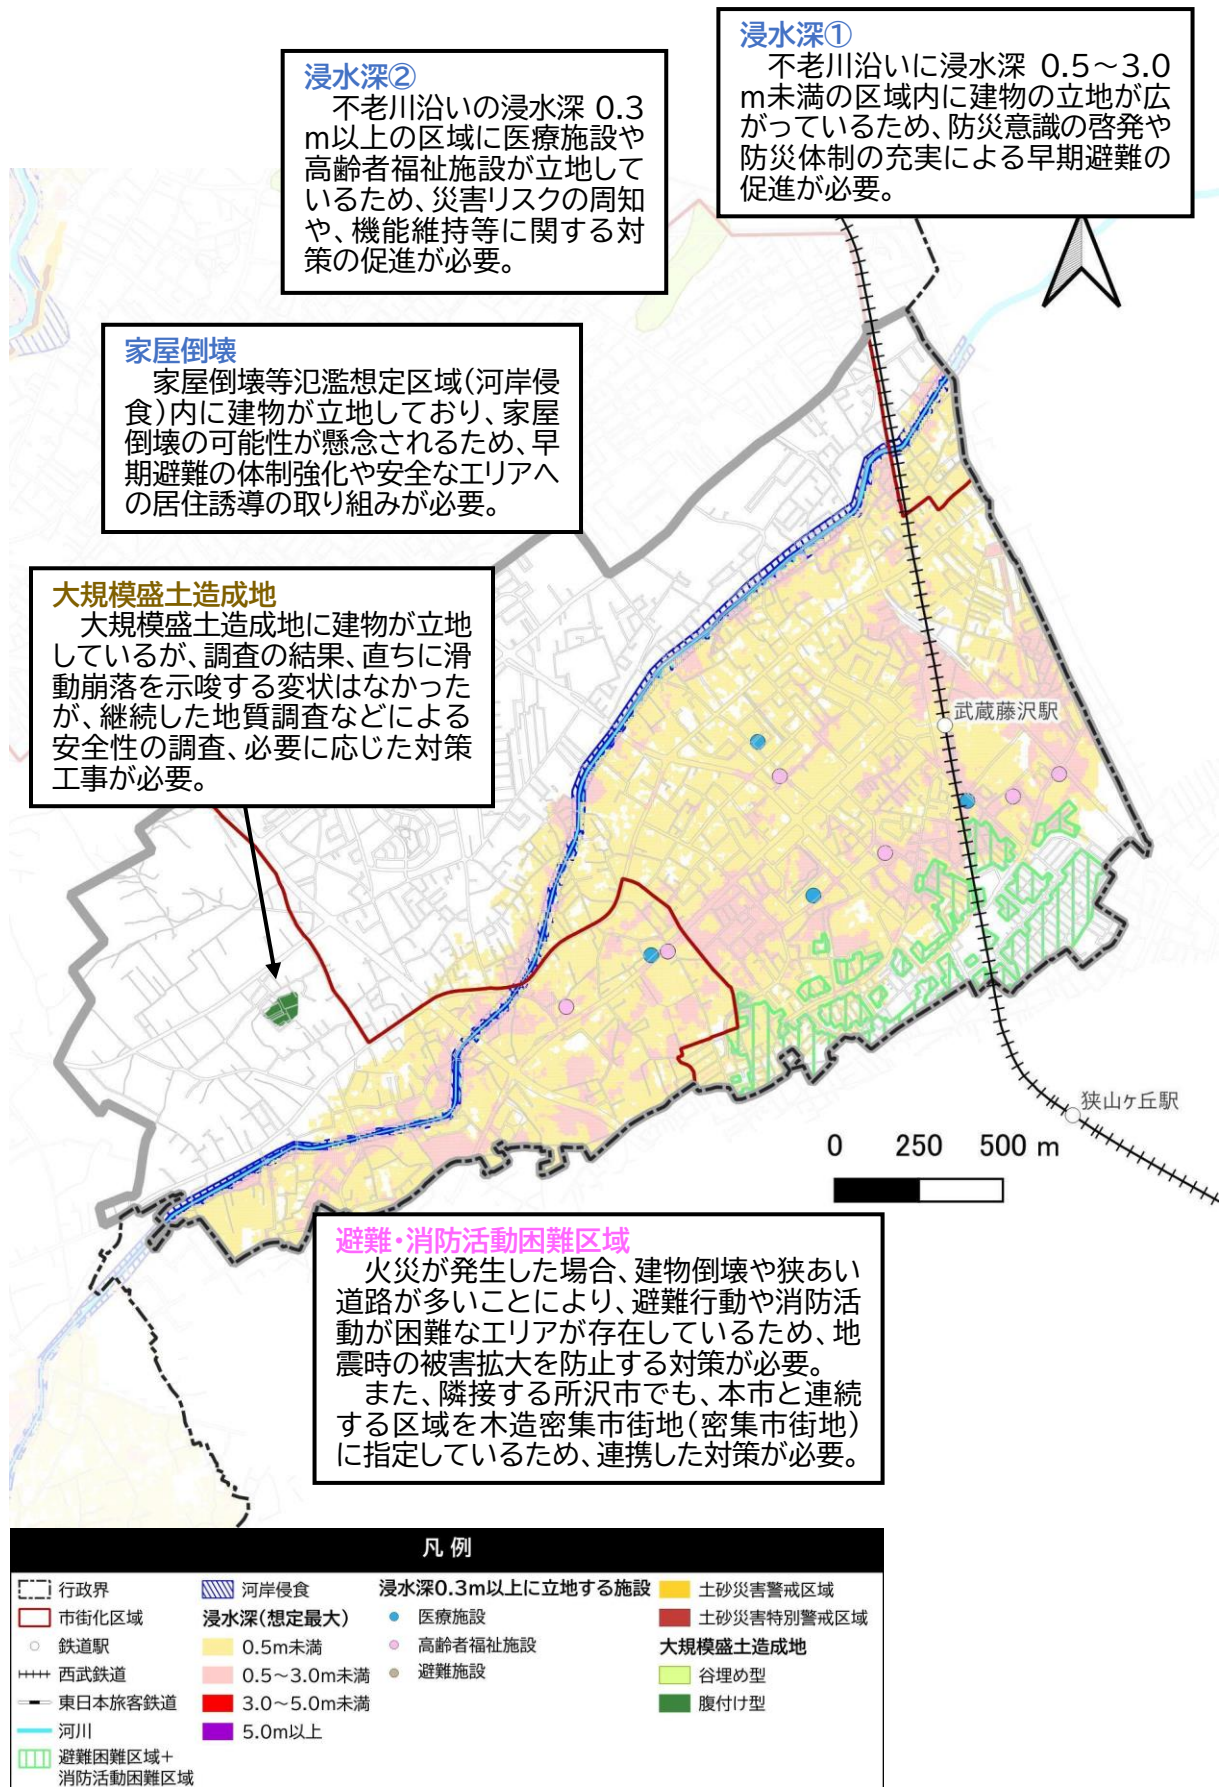 浸水深①
不老川沿いに浸水深 0.5～3.0
m未満の区域内に建物の立地が広
がっているため、防災意識の啓発や
防災体制の充実による早期避難の
促進が必要。
浸水深②
不老川沿いの浸水深 0.3
m以上の区域に医療施設や
高齢者福祉施設が立地して
いるため、災害リスクの周知
や、機能維持等に関する対
策の促進が必要。
家屋倒壊
家屋倒壊等氾濫想定区域(河岸侵
食)内に建物が立地しており、家屋
倒壊の可能性が懸念されるため、早
期避難の体制強化や安全なエリアへ
の居住誘導の取り組みが必要。
大規模盛土造成地
大規模盛土造成地に建物が立地
しているが、調査の結果、直ちに滑
動崩落を示唆する変状はなかった
が、継続した地質調査などによる
安全性の調査、必要に応じた対策
工事が必要。
武蔵藤沢駅
狭山ヶ丘駅
0 250 500 m
避難・消防活動困難区域
火災が発生した場合、建物倒壊や狭あい
道路が多いことにより、避難行動や消防活
動が困難なエリアが存在しているため、地
震時の被害拡大を防止する対策が必要。
また、隣接する所沢市でも、本市と連続
する区域を木造密集市街地(密集市街地)
に指定しているため、連携した対策が必要。
凡 例
行政界
市街化区域
鉄道駅
西武鉄道
東日本旅客鉄道
河川
避難困難区域＋
消防活動困難区域
河岸侵食
浸水深(想定最大)
0.5m未満
0.5～3.0m未満
3.0～5.0m未満
5.0m以上
浸水深0.3m以上に立地する施設
医療施設
高齢者福祉施設
避難施設
土砂災害警戒区域
土砂災害特別警戒区域
大規模盛土造成地
谷埋め型
腹付け型